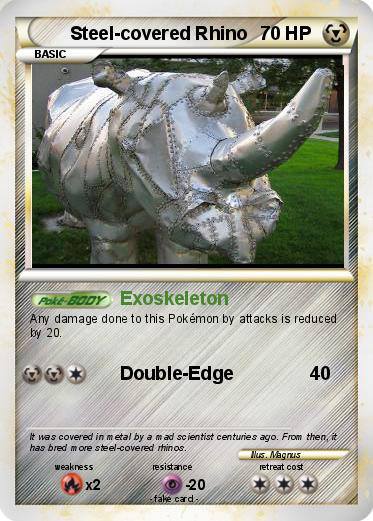 Steel-covered Rhino 70 HP
BASIC
Poké-BODY Exoskeleton
Any damage done to this Pokémon by attacks is reduced
by 20.
Double-Edge 40
It was covered in metal by a mad scientist centuries ago. From then, it
has bred more steel-covered rhinos.
Illus. Magnus
weakness resistance retreat cost
x2 -20
- fake card -